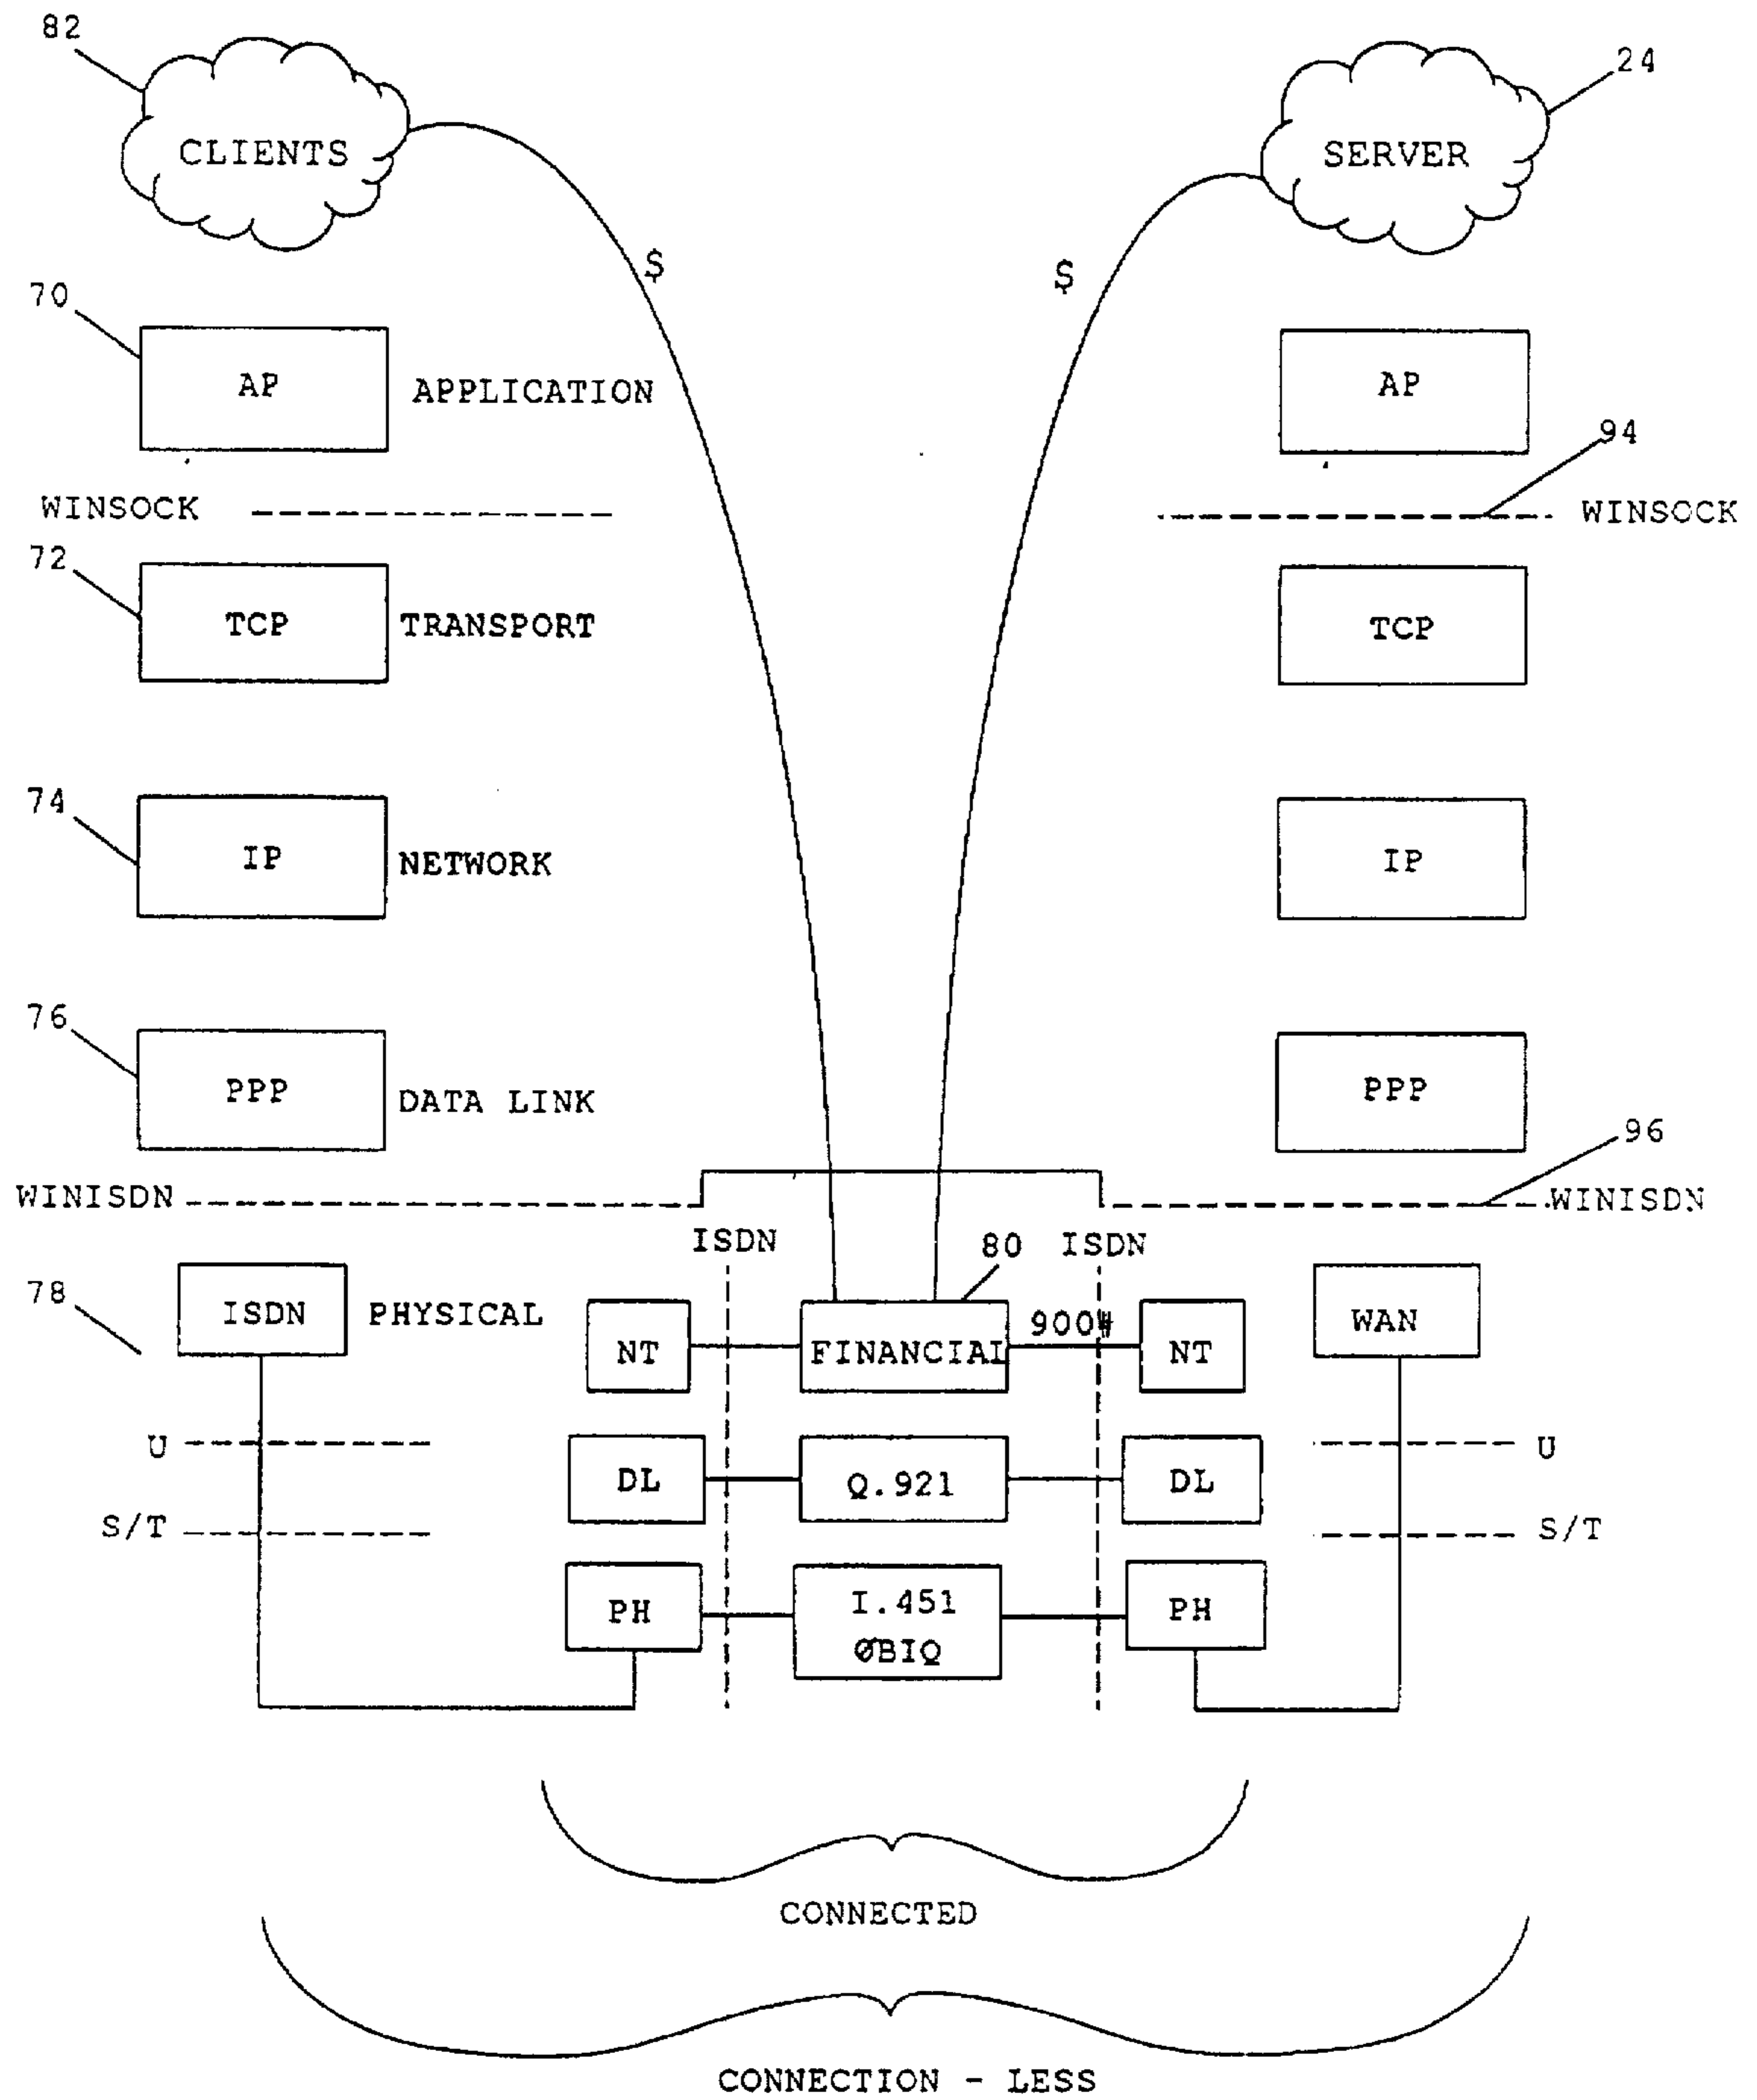 82
24
CLIENTS
SERVER
$
$
70
AP
APPLICATION
AP
94
WINSOCK
WINSOCK
72
TCP
TRANSPORT
TCP
74
IP
NETWORK
IP
76
PPP
DATA LINK
PPP
96
WINISDN
WINISDN
ISDN
80
ISDN
78
ISDN
PHYSICAL
NT
FINANCIAL
900#
NT
WAN
U
U
DL
Q.921
DL
S/T
S/T
PH
I.451
ØBIQ
PH
CONNECTED
CONNECTION - LESS